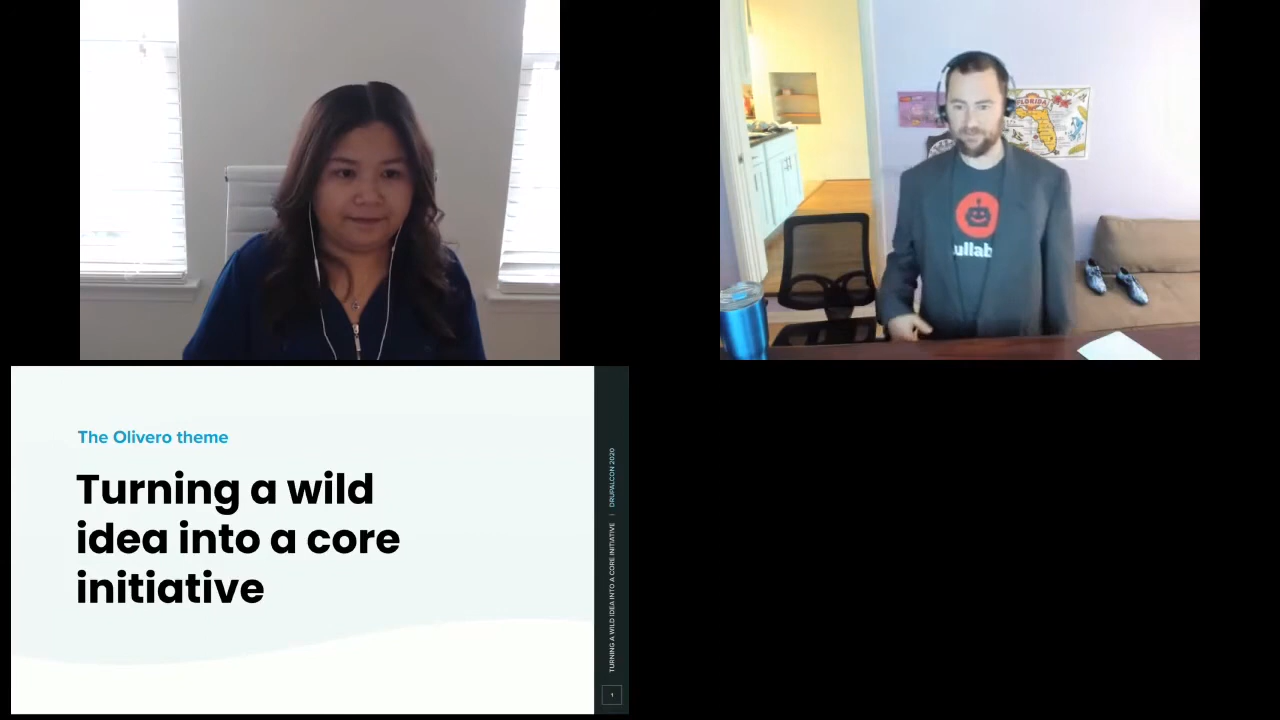 FLORIDA
ullab
The Olivero theme
Turning a wild
idea into a core
initiative
TURNING A WILD IDEA INTO A CORE INITIATIVE | DRUPALCON 2020
1